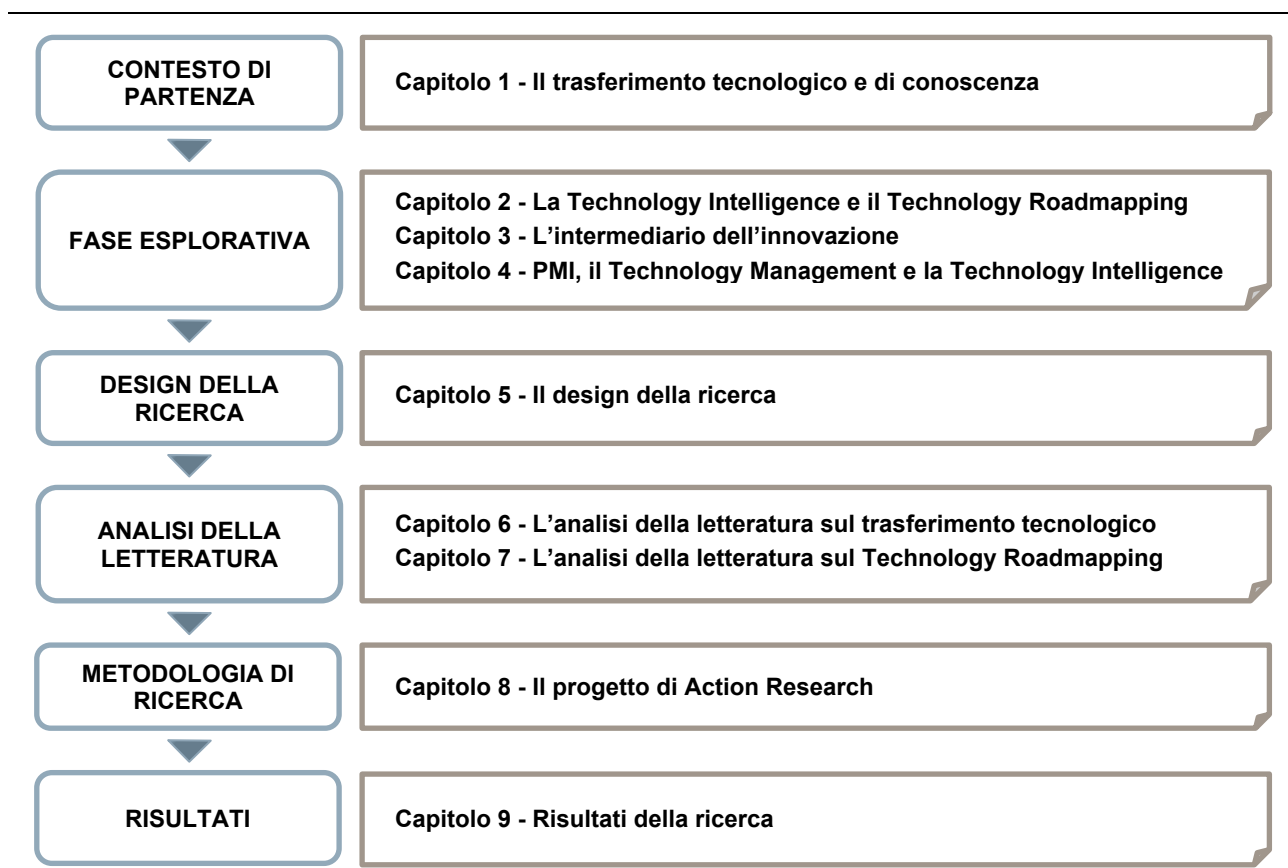 CONTESTO DI
PARTENZA
Capitolo 1 - Il trasferimento tecnologico e di conoscenza
FASE ESPLORATIVA
Capitolo 2 - La Technology Intelligence e il Technology Roadmapping
Capitolo 3 - L’intermediario dell’innovazione
Capitolo 4 - PMI, il Technology Management e la Technology Intelligence
DESIGN DELLA
RICERCA
Capitolo 5 - Il design della ricerca
ANALISI DELLA
LETTERATURA
Capitolo 6 - L’analisi della letteratura sul trasferimento tecnologico
Capitolo 7 - L’analisi della letteratura sul Technology Roadmapping
METODOLOGIA DI
RICERCA
Capitolo 8 - Il progetto di Action Research
RISULTATI
Capitolo 9 - Risultati della ricerca